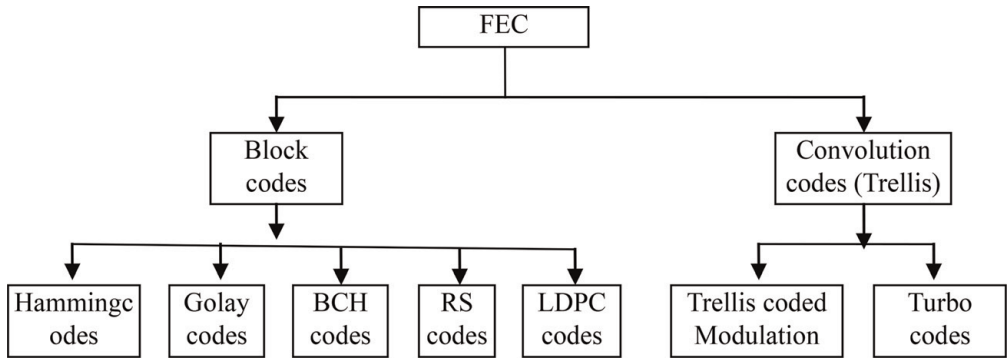 FEC
Block
codes
Convolution
codes (Trellis)
Hammingc
odes
Golay
codes
BCH
codes
RS
codes
LDPC
codes
Trellis coded
Modulation
Turbo
codes